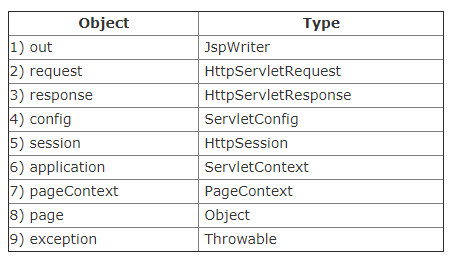 Object Type
1) out JspWriter
2) request HttpServletRequest
3) response HttpServletResponse
4) config ServletConfig
5) session HttpSession
6) application ServletContext
7) pageContext PageContext
8) page Object
9) exception Throwable